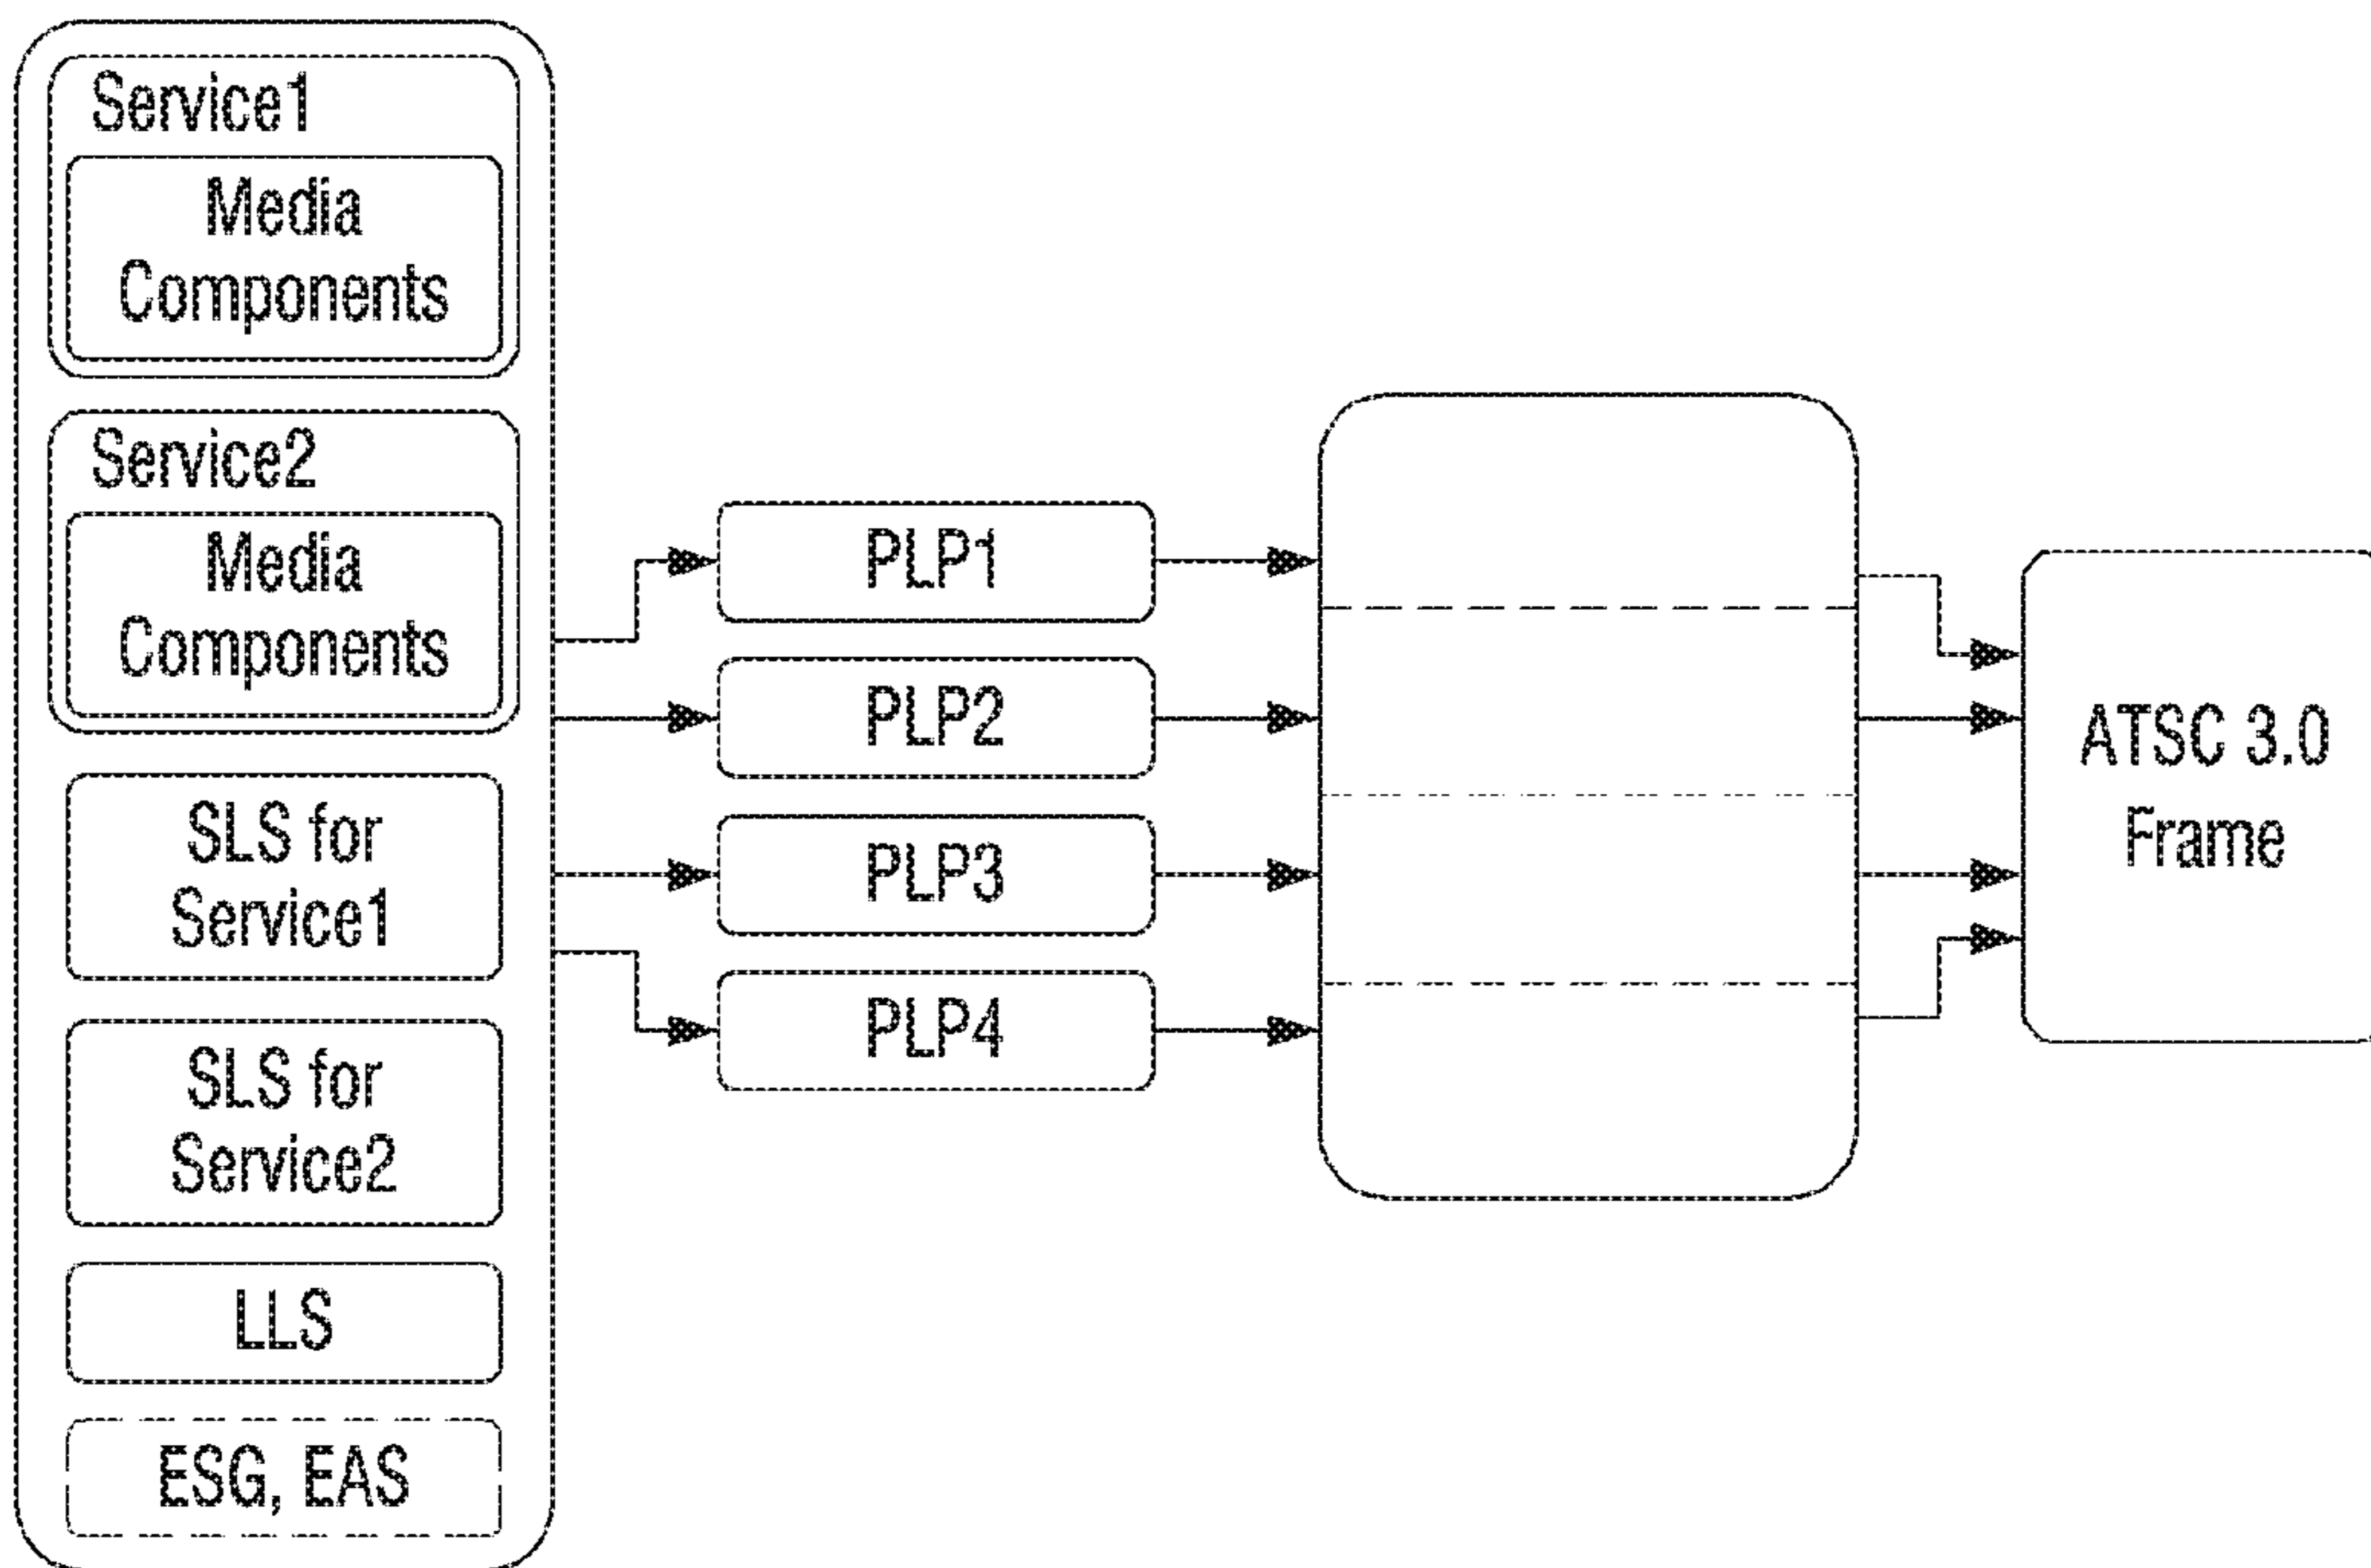 Service1
Media
Components
Service2
Media
Components
SLS for
Service1
SLS for
Service2
LLS
ESG, EAS
PLP1
PLP2
PLP3
PLP4
ATSC 3.0
Frame